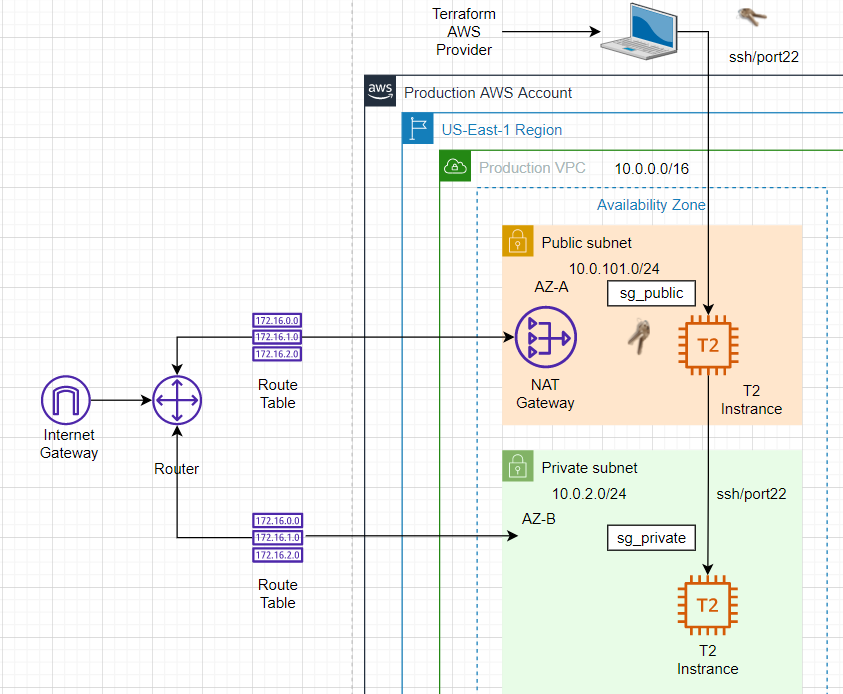 Terraform
AWS
Provider
ssh/port22
aws
Production AWS Account
US-East-1 Region
Production VPC
10.0.0.0/16
Availability Zone
Public subnet
10.0.101.0/24
AZ-A
sg_public
172.16.0.0
172.16.1.0
172.16.2.0
T2
Route
Table
NAT
Gateway
T2
Instrance
Internet
Gateway
Router
Private subnet
10.0.2.0/24
ssh/port22
AZ-B
172.16.0.0
172.16.1.0
172.16.2.0
sg_private
Route
Table
T2
T2
Instrance